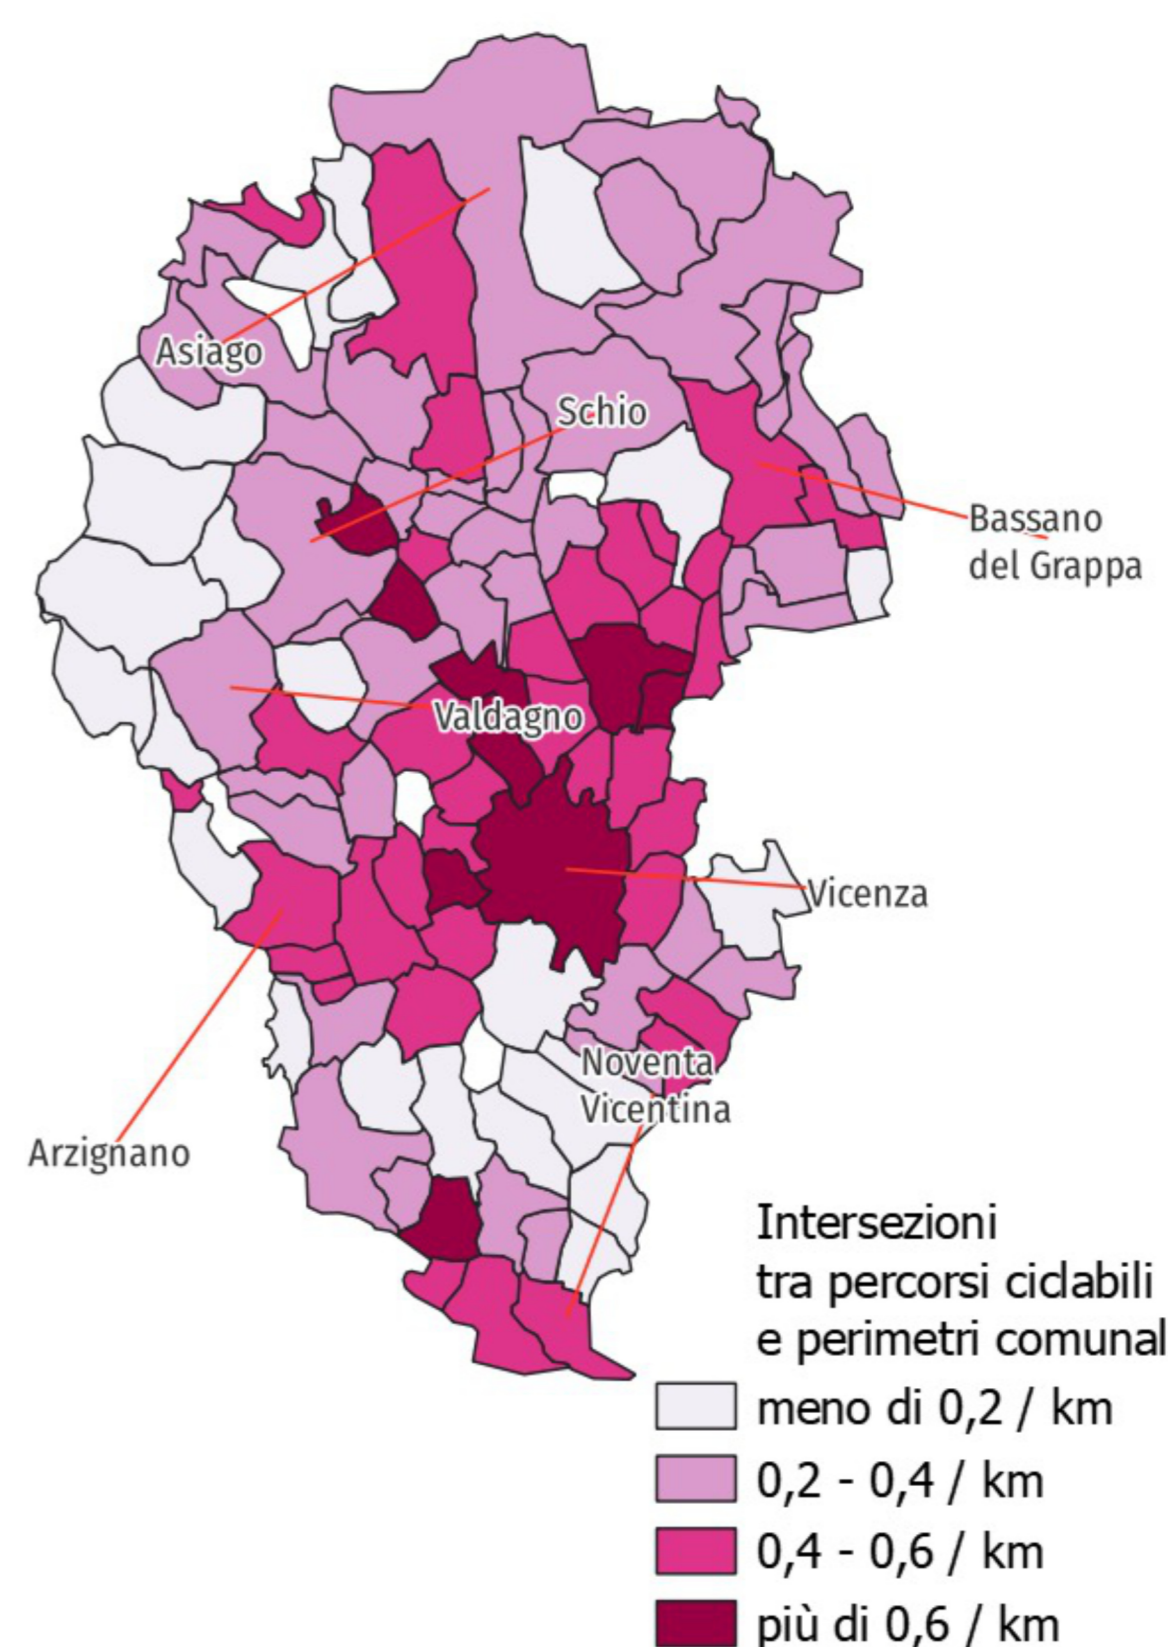 Asiago
Schio
Bassano
del Grappa
Valdagno
Vicenza
Noventa
Vicentina
Arzignano
Intersezioni
tra percorsi ciclabili
e perimetri comunal
meno di 0,2 / km
0,2 - 0,4 / km
0,4 - 0,6 / km
più di 0,6 / km